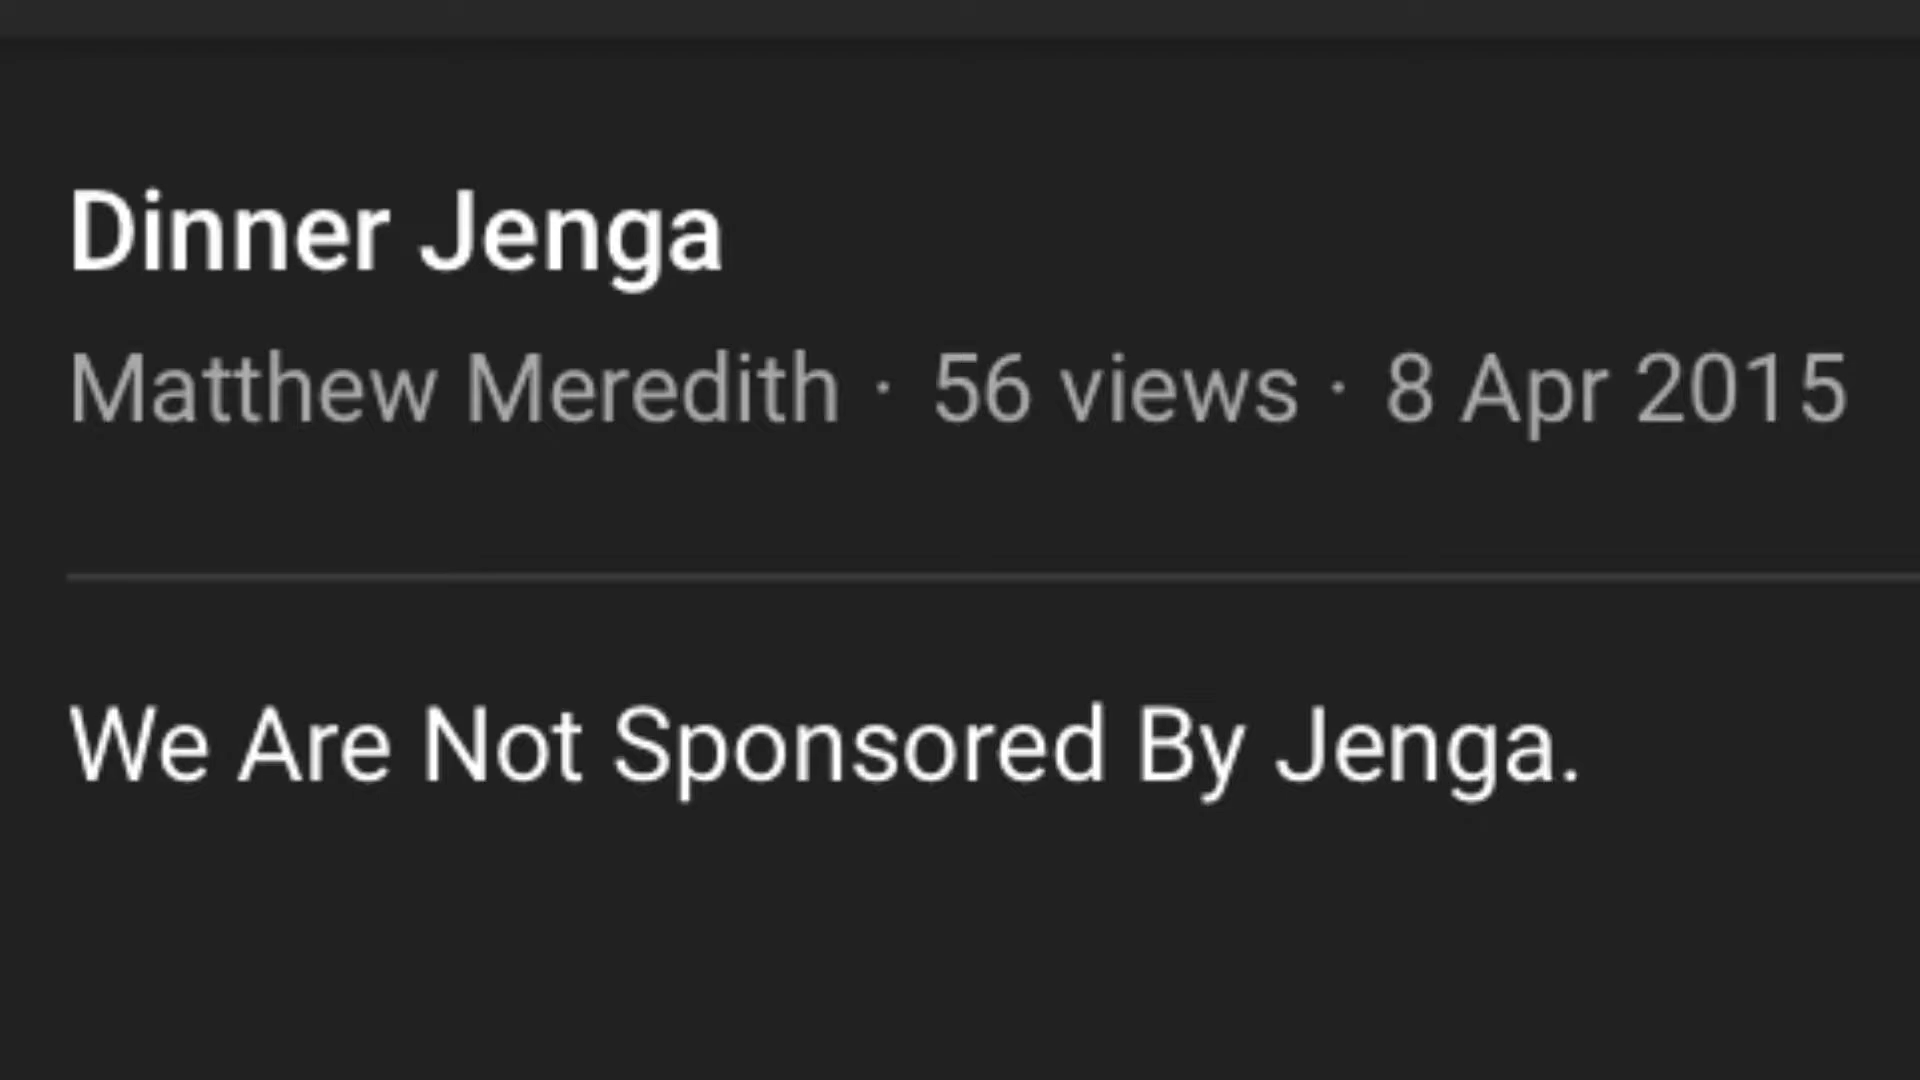 Dinner Jenga
Matthew Meredith · 56 views · 8 Apr 2015
We Are Not Sponsored By Jenga.